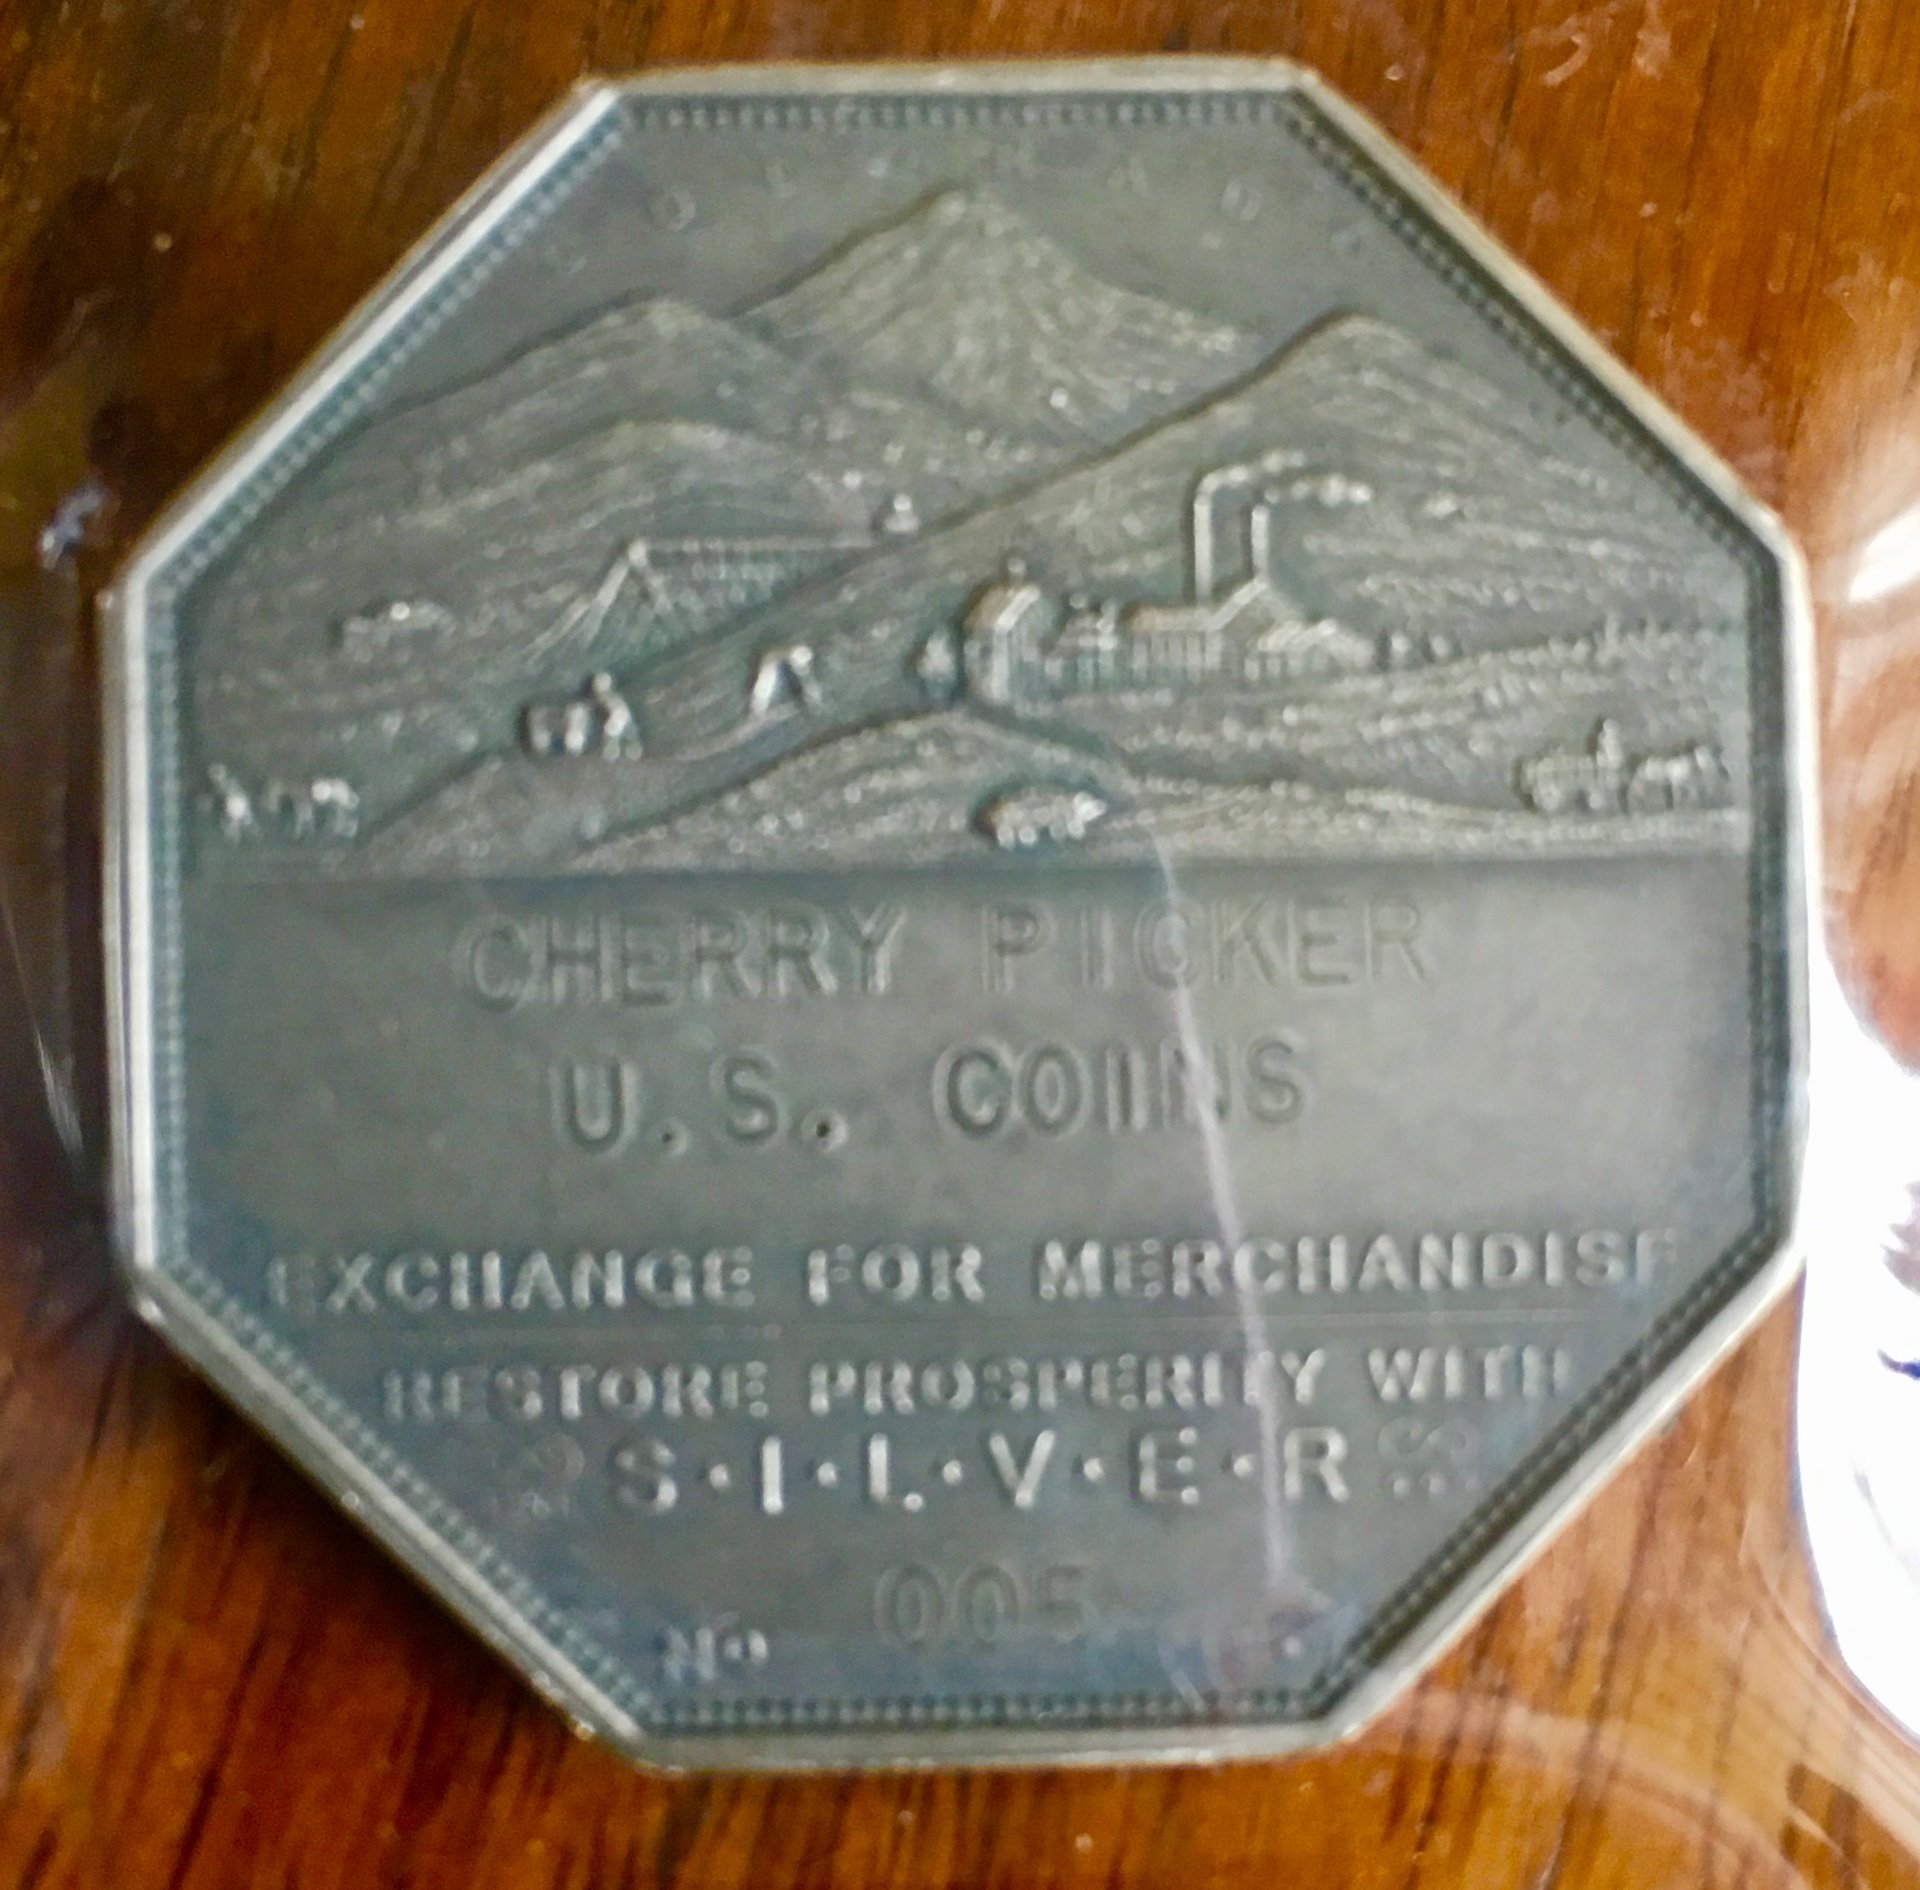 CHERRY PICKER
U.S. COINS
EXCHANGE FOR MERCHANDISE
RESTORE PROSPERITY WITH
S·I·L·V·E·R
005
No